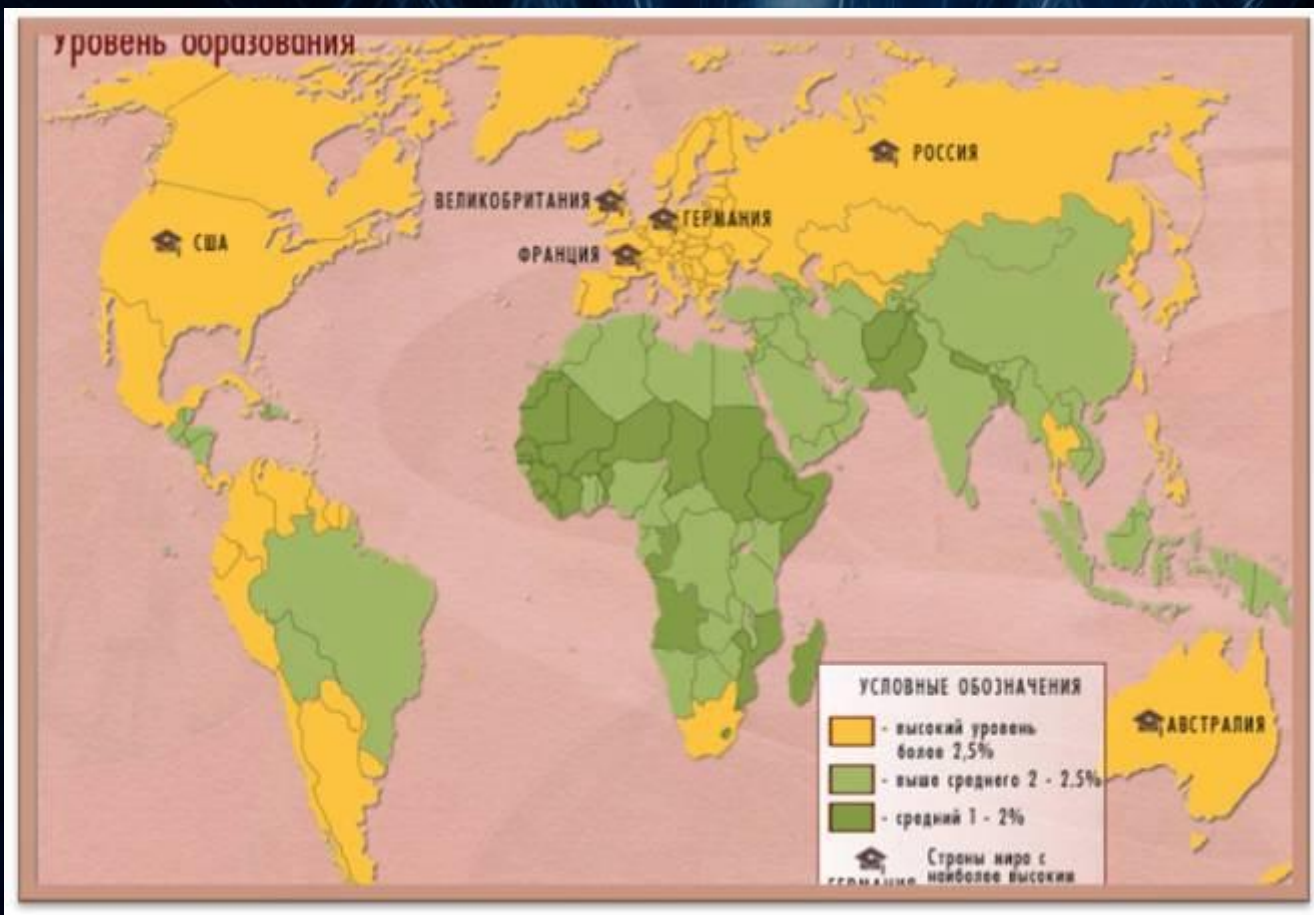 Уровень образования
РОССИЯ
ВЕЛИКОБРИТАНИЯ
ГЕРМАНИЯ
США
ФРАНЦИЯ
УСЛОВНЫЕ ОБОЗНАЧЕНИЯ
- высокий уровень
более 2,5%
АВСТРАЛИЯ
- выше среднего 2 - 2.5%
- средний 1 - 2%
Страны мира с
ГЕРМАНИЯ наиболее высоким